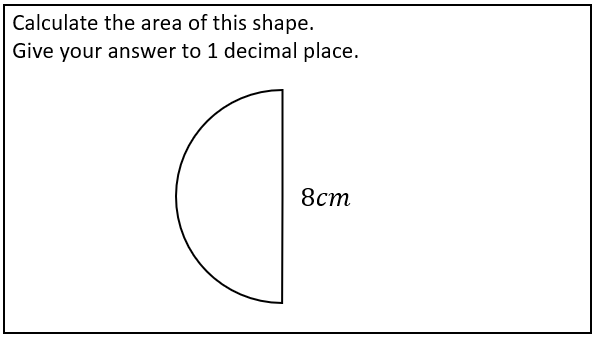 Calculate the area of this shape.
Give your answer to 1 decimal place.
8cm